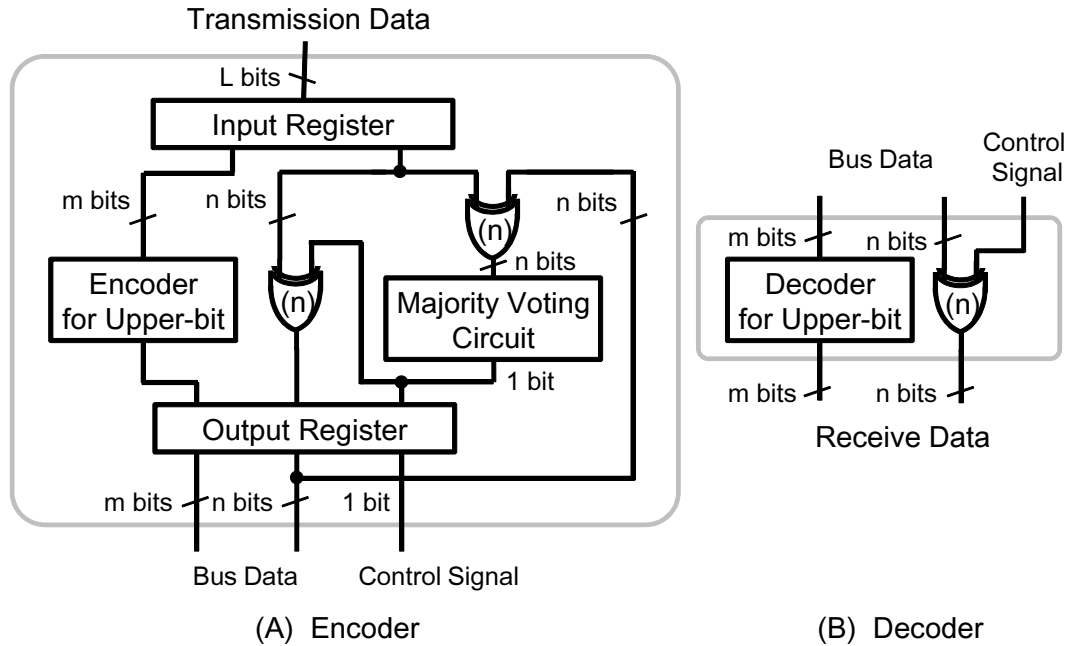 Transmission Data
L bits
Input Register
m bits
n bits
(n)
n bits
n bits
Encoder
for Upper-bit
(n)
Majority Voting
Circuit
1 bit
Output Register
m bits
n bits
1 bit
Bus Data
Control Signal
(A) Encoder
Bus Data
Control
Signal
m bits
n bits
Decoder
for Upper-bit
(n)
m bits
n bits
Receive Data
(B) Decoder